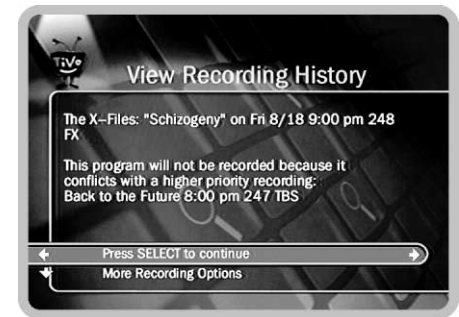 TiVo
View Recording History
The X-Files: "Schizogeny" on Fri 8/18 9:00 pm 248
FX
This program will not be recorded because it
conflicts with a higher priority recording:
Back to the Future 8:00 pm 247 TBS
Press SELECT to continue
More Recording Options